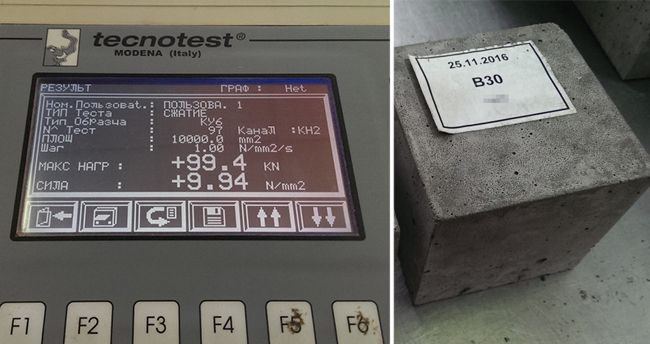 tecnotest®
MODENA (Italy)
РЕЗУЛЬТ ГРАФ : Нет
Ном.Пользоват.: ПОЛЬЗОВА. 1
ТИП Теста : СЖАТИЕ
Тип Образча : КУб
N° Тест : 97 Канал :КН2
ПЛОЩ : 10000.0 mm2
Шаг : 1.00 N/mm2/s
МАКС НАГР : +99.4 KN
СИЛА : +9.94 N/mm2
F1 F2 F3 F4 F5 F6
25.11.2016
B30